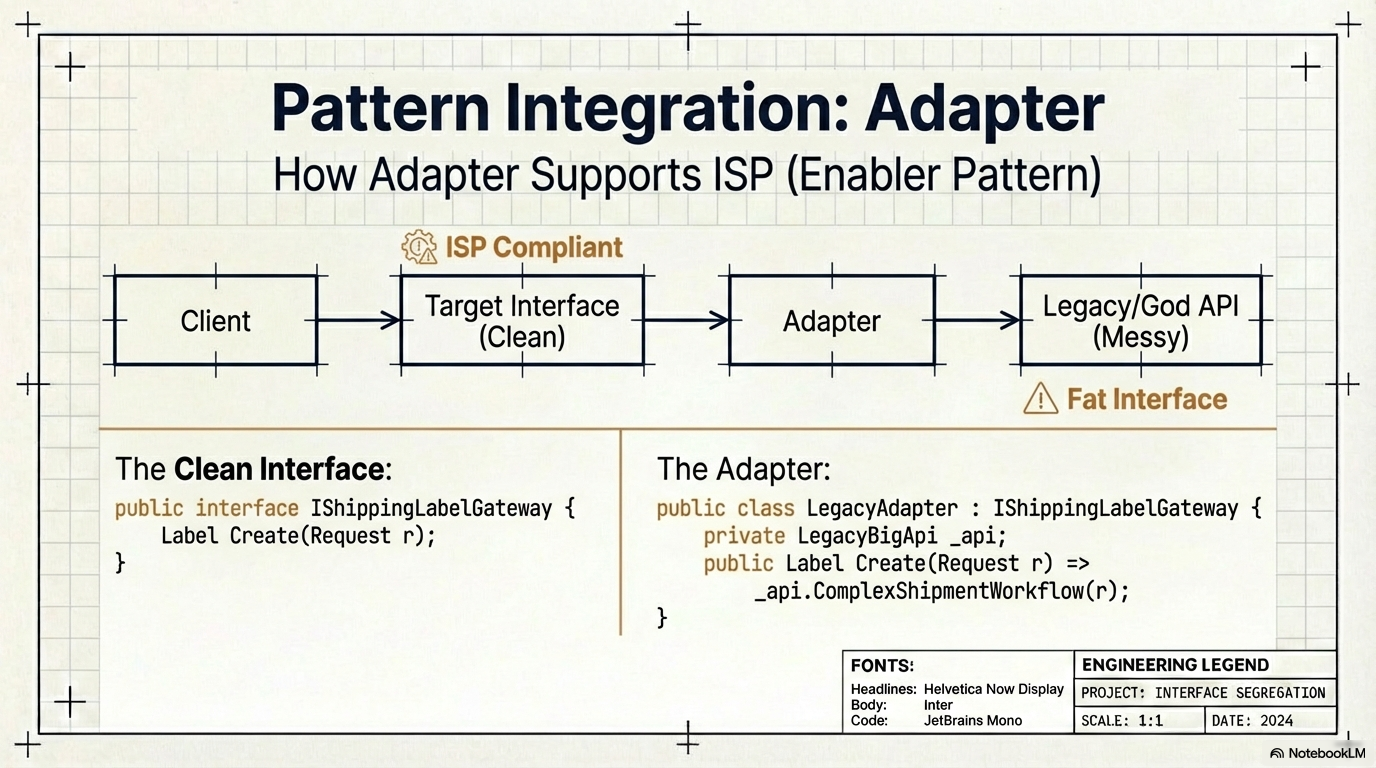 Pattern Integration: Adapter
How Adapter Supports ISP (Enabler Pattern)
ISP Compliant
Client
Target Interface
(Clean)
Adapter
Legacy/God API
(Messy)
Fat Interface
The Clean Interface:
public interface IShippingLabelGateway {
    Label Create(Request r);
}
The Adapter:
public class LegacyAdapter : IShippingLabelGateway {
    private LegacyBigApi _api;
    public Label Create(Request r) =>
        _api.ComplexShipmentWorkflow(r);
}
FONTS:
Headlines: Helvetica Now Display
Body: Inter
Code: JetBrains Mono
ENGINEERING LEGEND
PROJECT: INTERFACE SEGREGATION
SCALE: 1:1
DATE: 2024
NotebookLM